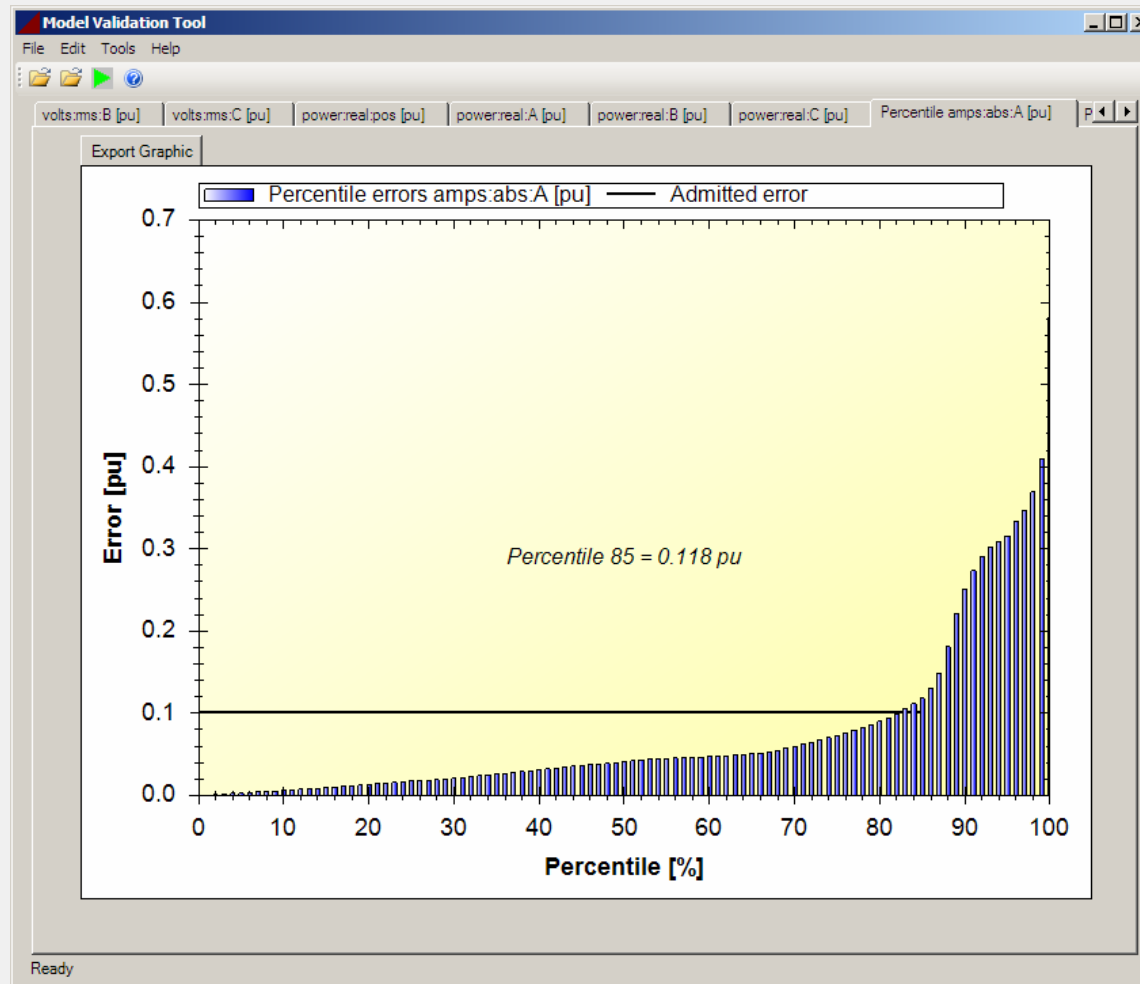 Model Validation Tool
File Edit Tools Help
volts:rms:B [pu] volts:rms:C [pu] power:real:pos [pu] power:real:A [pu] power:real:B [pu] power:real:C [pu] Percentile amps:abs:A [pu] P
Export Graphic
Percentile errors amps:abs:A [pu] Admitted error
0.7
0.6
0.5
0.4
0.3
0.2
0.1
0.0
Error [pu]
Percentile 85 = 0.118 pu
0 10 20 30 40 50 60 70 80 90 100
Percentile [%]
Ready